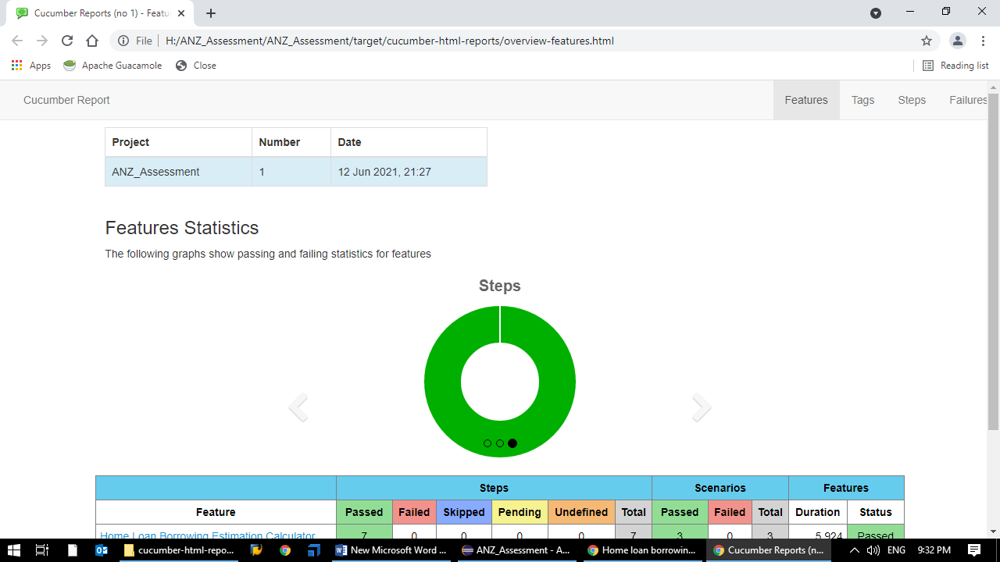 Cucumber Reports (no 1) - Featu
File H:/ANZ_Assessment/ANZ_Assessment/target/cucumber-html-reports/overview-features.html
Apps Apache Guacamole Close Reading list
Cucumber Report Features Tags Steps Failures
Project Number Date
ANZ_Assessment 1 12 Jun 2021, 21:27
Features Statistics
The following graphs show passing and failing statistics for features
Steps
Steps Scenarios Features
Feature Passed Failed Skipped Pending Undefined Total Passed Failed Total Duration Status
Home Loan Borrowing Estimation Calculator 7 0 0 0 0 7 3 0 3 5.924 Passed
cucumber-html-repo... New Microsoft Word ... ANZ_Assessment - A... Home loan borrowin... Cucumber Reports (n... ENG 9:32 PM